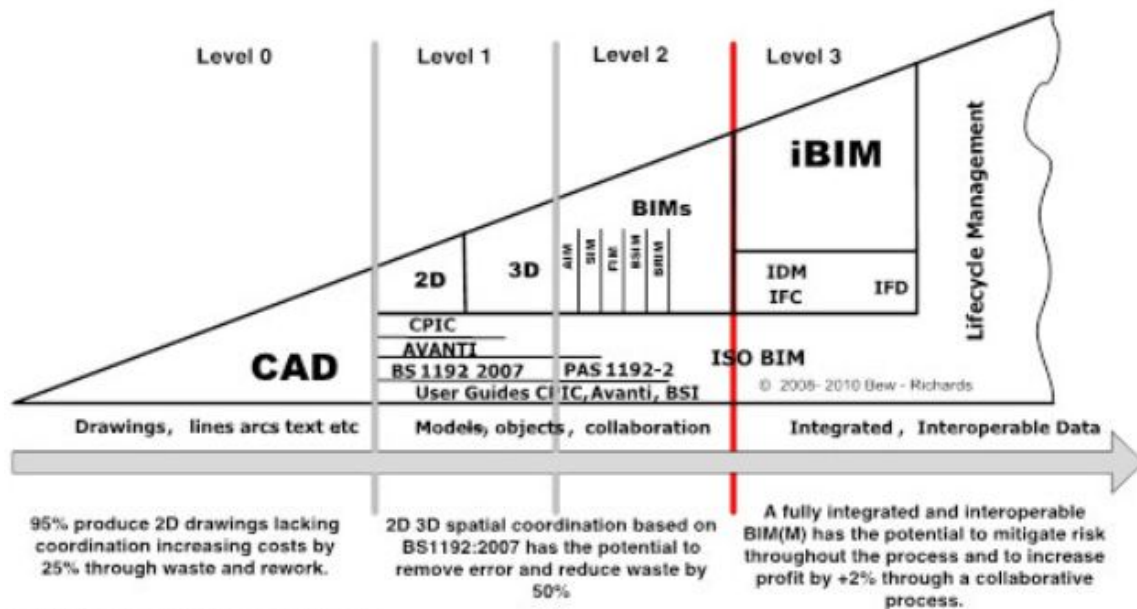 Level 0
Level 1
Level 2
Level 3
iBIM
BIMs
2D
3D
AIM
SIM
FIM
BSIM
BRIM
IDM
IFC
IFD
Lifecycle Management
CAD
CPIC
AVANTI
BS 1192 2007
PAS 1192-2
User Guides CPIC, Avanti, BSI
ISO BIM
© 2008- 2010 Bew - Richards
Drawings, lines arcs text etc
Models, objects, collaboration
Integrated, Interoperable Data
95% produce 2D drawings lacking
coordination increasing costs by
25% through waste and rework.
2D 3D spatial coordination based on
BS1192:2007 has the potential to
remove error and reduce waste by
50%
A fully integrated and interoperable
BIM(M) has the potential to mitigate risk
throughout the process and to increase
profit by +2% through a collaborative
process.